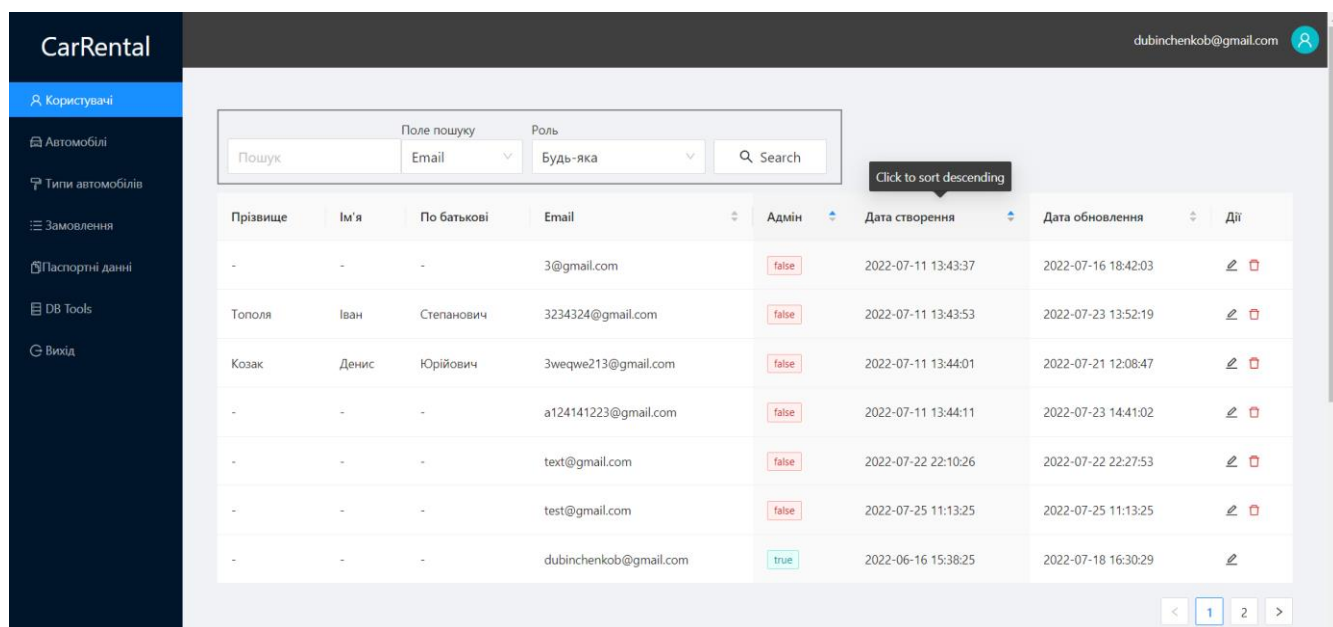 CarRental
dubinchenkob@gmail.com
Користувачі
Автомобілі
Типи автомобілів
Замовлення
Паспортні данні
DB Tools
Вихід
Поле пошуку Роль
Пошук Email Будь-яка Search
Click to sort descending
Прізвище Ім'я По батькові Email Адмін Дата створення Дата обновлення Дії
- - - 3@gmail.com false 2022-07-11 13:43:37 2022-07-16 18:42:03
Тополя Іван Степанович 3234324@gmail.com false 2022-07-11 13:43:53 2022-07-23 13:52:19
Козак Денис Юрійович 3weqwe213@gmail.com false 2022-07-11 13:44:01 2022-07-21 12:08:47
- - - a124141223@gmail.com false 2022-07-11 13:44:11 2022-07-23 14:41:02
- - - text@gmail.com false 2022-07-22 22:10:26 2022-07-22 22:27:53
- - - test@gmail.com false 2022-07-25 11:13:25 2022-07-25 11:13:25
- - - dubinchenkob@gmail.com true 2022-06-16 15:38:25 2022-07-18 16:30:29
< 1 2 >